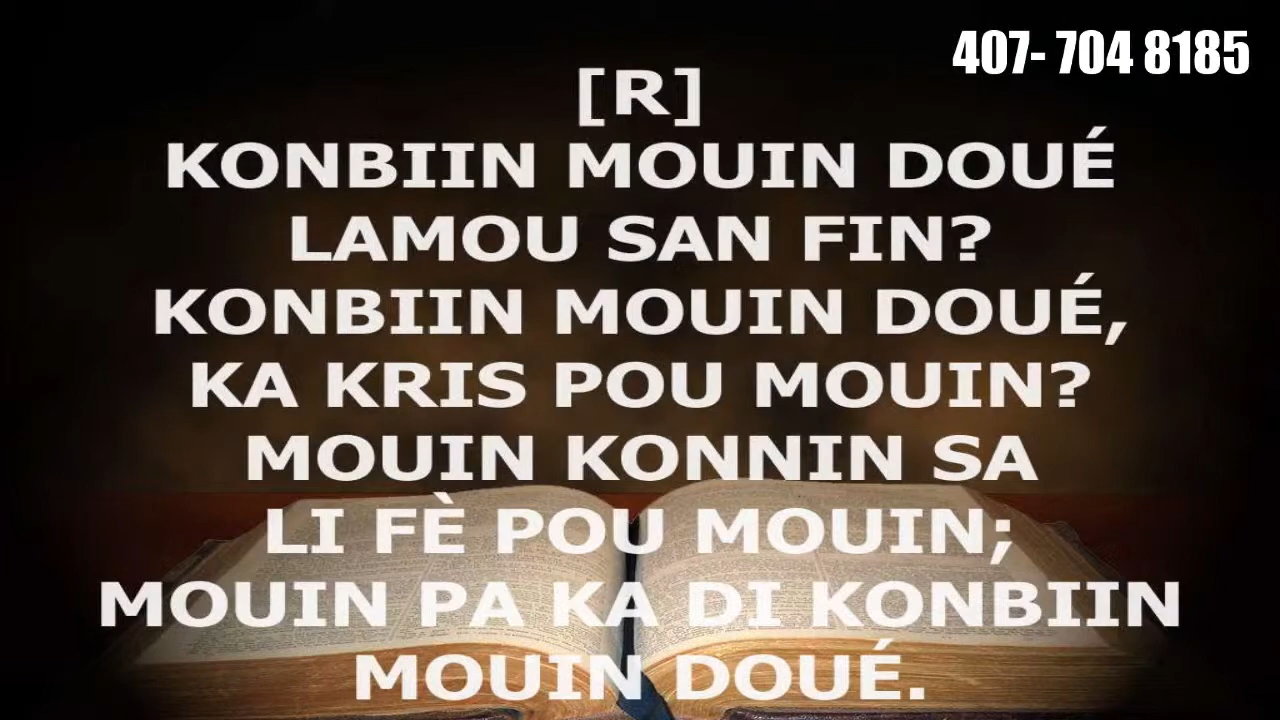 407- 704 8185
[R]
KONBIIN MOUIN DOUÉ
LAMOU SAN FIN?
KONBIIN MOUIN DOUÉ,
KA KRIS POU MOUIN?
MOUIN KONNIN SA
LI FÈ POU MOUIN;
MOUIN PA KA DI KONBIIN
MOUIN DOUÉ.